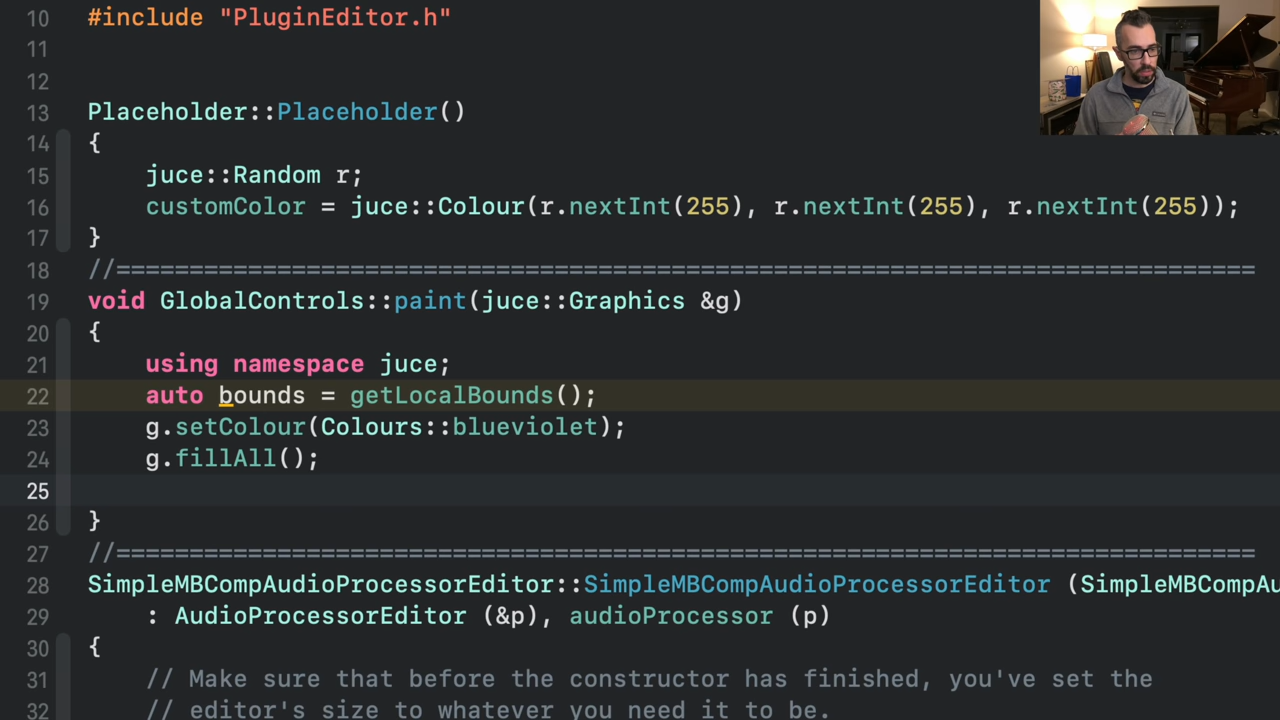 10 #include "PluginEditor.h"
11
12
13 Placeholder::Placeholder()
14 {
15     juce::Random r;
16     customColor = juce::Colour(r.nextInt(255), r.nextInt(255), r.nextInt(255));
17 }
18 //==============================================================================
19 void GlobalControls::paint(juce::Graphics &g)
20 {
21     using namespace juce;
22     auto bounds = getLocalBounds();
23     g.setColour(Colours::blueviolet);
24     g.fillAll();
25
26 }
27 //==============================================================================
28 SimpleMBCompAudioProcessorEditor::SimpleMBCompAudioProcessorEditor (SimpleMBCompAu
29     : AudioProcessorEditor (&p), audioProcessor (p)
30 {
31     // Make sure that before the constructor has finished, you've set the
32     // editor's size to whatever you need it to be.